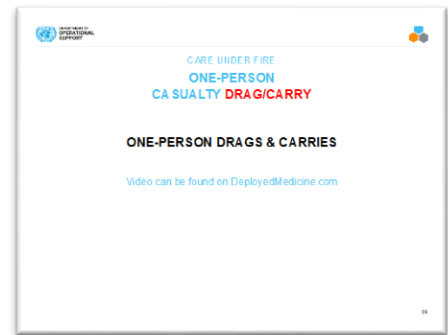 DEPARTMENT OF
OPERATIONAL
SUPPORT
CARE UNDER FIRE
ONE-PERSON
CASUALTY DRAG/CARRY
ONE-PERSON DRAGS & CARRIES
Video can be found on DeployedMedicine.com